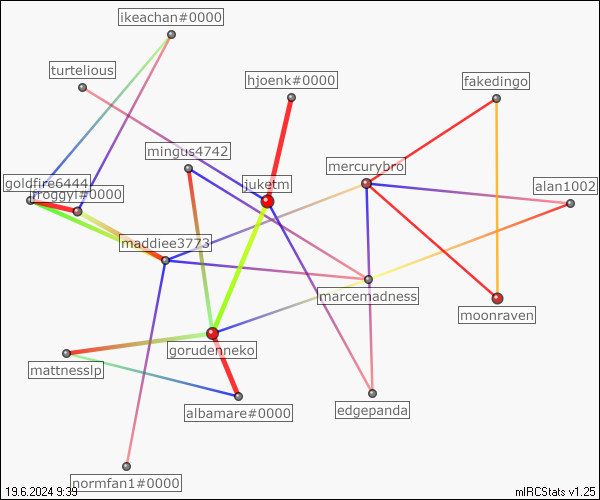 ikeachan#0000
turtelious
hjoenk#0000
fakedingo
mingus4742
mercurybro
goldfire6444
froggyl#0000
juketm
alan1002
maddiee3773
marcemadness
moonraven
gorudenneko
mattnesslp
albamare#0000
edgepanda
normfan1#0000
19.6.2024 9:39
mIRCStats v1.25